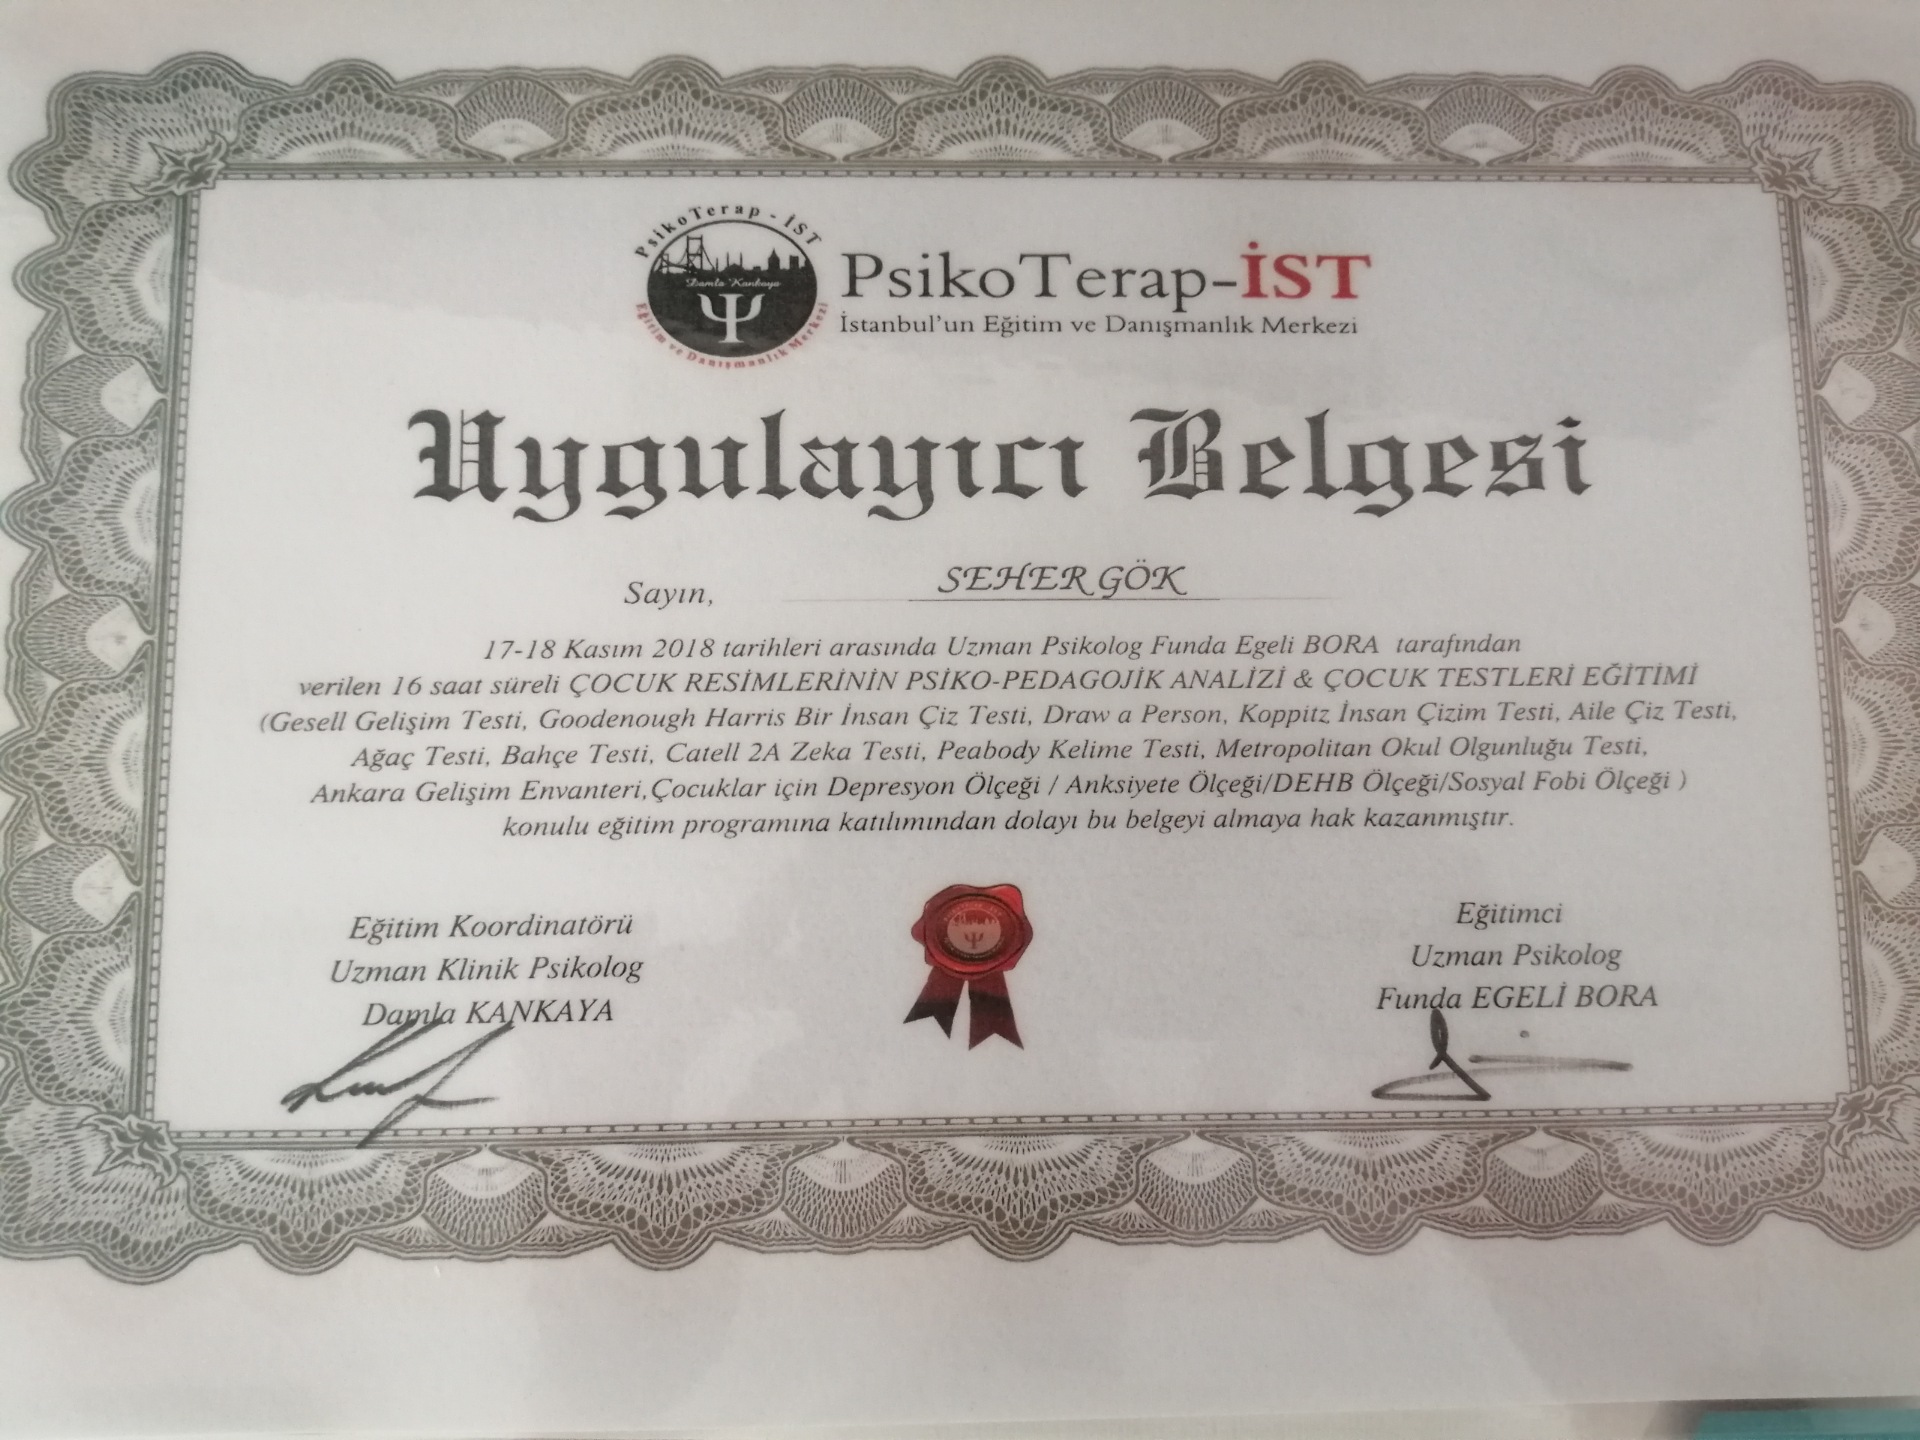 PsikoTerap - İST
Damla Kankaya
Eğitim ve Danışmanlık Merkezi
PsikoTerap-İST
İstanbul'un Eğitim ve Danışmanlık Merkezi
Uygulayıcı Belgesi
Sayın, SEHER GÖK
17-18 Kasım 2018 tarihleri arasında Uzman Psikolog Funda Egeli BORA tarafından
verilen 16 saat süreli ÇOCUK RESİMLERİNİN PSİKO-PEDAGOJİK ANALİZİ & ÇOCUK TESTLERİ EĞİTİMİ
(Gesell Gelişim Testi, Goodenough Harris Bir İnsan Çiz Testi, Draw a Person, Koppitz İnsan Çizim Testi, Aile Çiz Testi,
Ağaç Testi, Bahçe Testi, Catell 2A Zeka Testi, Peabody Kelime Testi, Metropolitan Okul Olgunluğu Testi,
Ankara Gelişim Envanteri,Çocuklar için Depresyon Ölçeği / Anksiyete Ölçeği/DEHB Ölçeği/Sosyal Fobi Ölçeği )
konulu eğitim programına katılımından dolayı bu belgeyi almaya hak kazanmıştır.
Eğitim Koordinatörü
Uzman Klinik Psikolog
Damla KANKAYA
Eğitimci
Uzman Psikolog
Funda EGELİ BORA